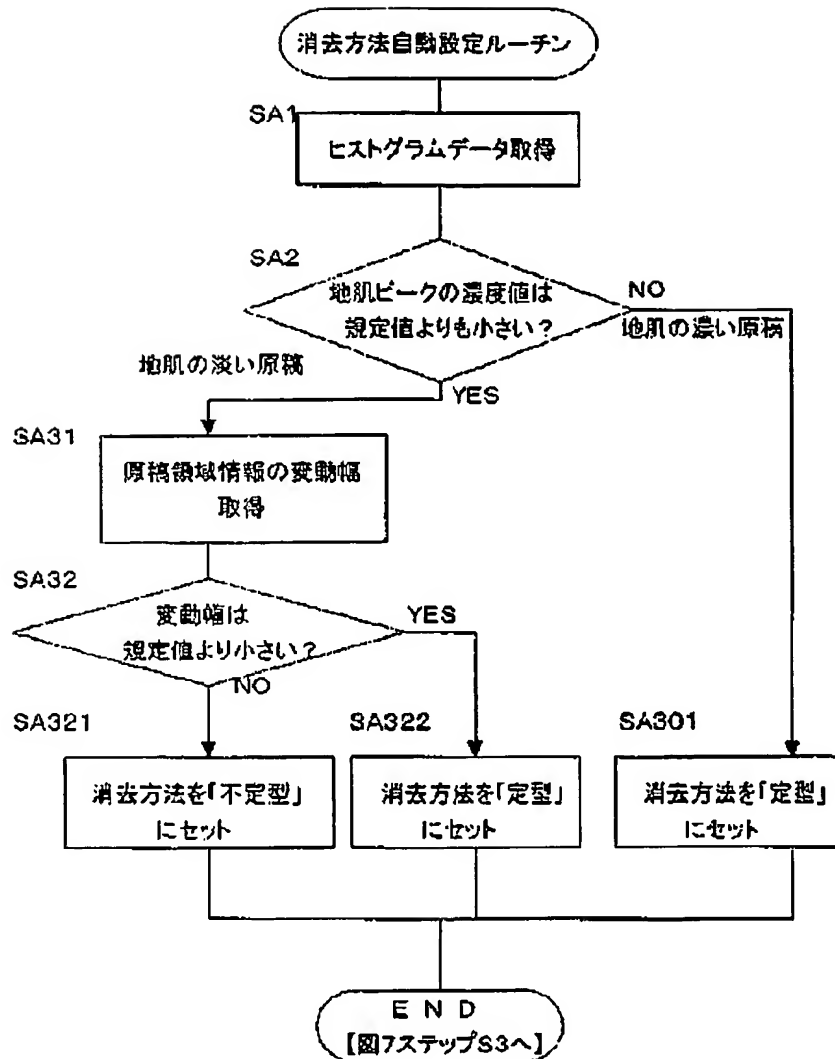 消去方法自動設定ルーチン
SA1
ヒストグラムデータ取得
SA2
地肌ピークの濃度値は
規定値よりも小さい？
NO
地肌の濃い原稿
地肌の淡い原稿
YES
SA31
原稿領域情報の変動幅
取得
SA32
変動幅は
規定値より小さい？
YES
NO
SA321
消去方法を「不定型」
にセット
SA322
消去方法を「定型」
にセット
SA301
消去方法を「定型」
にセット
END
【図7ステップS3へ】